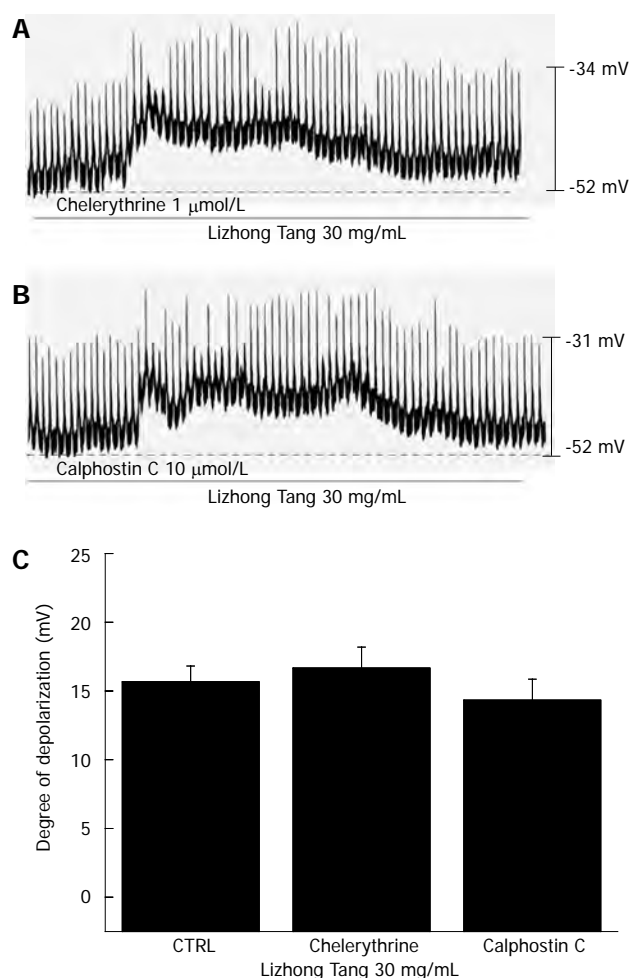 A
-34 mV
-52 mV
Chelerythrine 1 μmol/L
Lizhong Tang 30 mg/mL
B
-31 mV
-52 mV
Calphostin C 10 μmol/L
Lizhong Tang 30 mg/mL
C
Degree of depolarization (mV)
25
20
15
10
5
0
CTRL Chelerythrine Calphostin C
Lizhong Tang 30 mg/mL